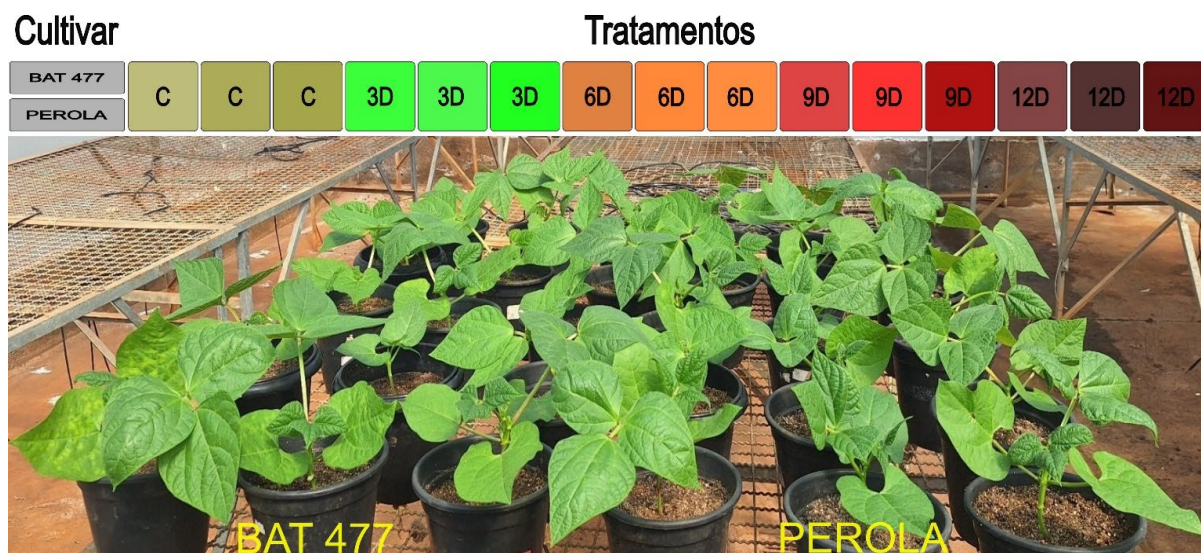 Cultivar Tratamentos
BAT 477
PEROLA
C C C 3D 3D 3D 6D 6D 6D 9D 9D 9D 12D 12D 12D
BAT 477 PEROLA